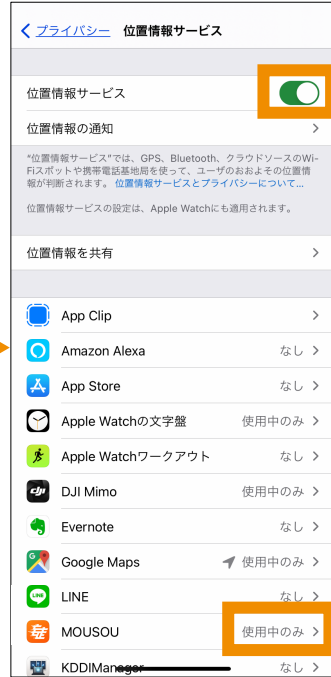 プライバシー 位置情報サービス
位置情報サービス
位置情報の通知
"位置情報サービス"では、GPS、Bluetooth、クラウドソースのWi-
Fiスポットや携帯電話基地局を使って、ユーザのおおよその位置情
報が判断されます。位置情報サービスとプライバシーについて...
位置情報サービスの設定は、Apple Watchにも適用されます。
位置情報を共有
App Clip
Amazon Alexa なし
App Store なし
Apple Watchの文字盤 使用中のみ
Apple Watchワークアウト なし
dji DJI Mimo 使用中のみ
Evernote なし
Google Maps 使用中のみ
LINE LINE なし
MOUSOU 使用中のみ
KDDIManager なし